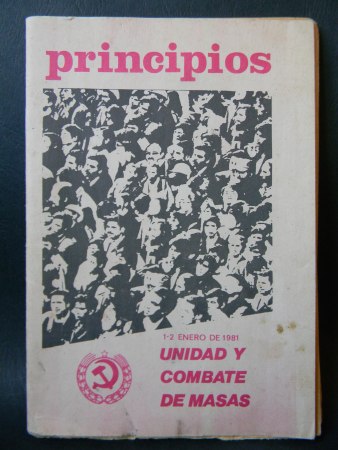 principios
1-2 ENERO DE 1981
UNIDAD Y
COMBATE
DE MASAS